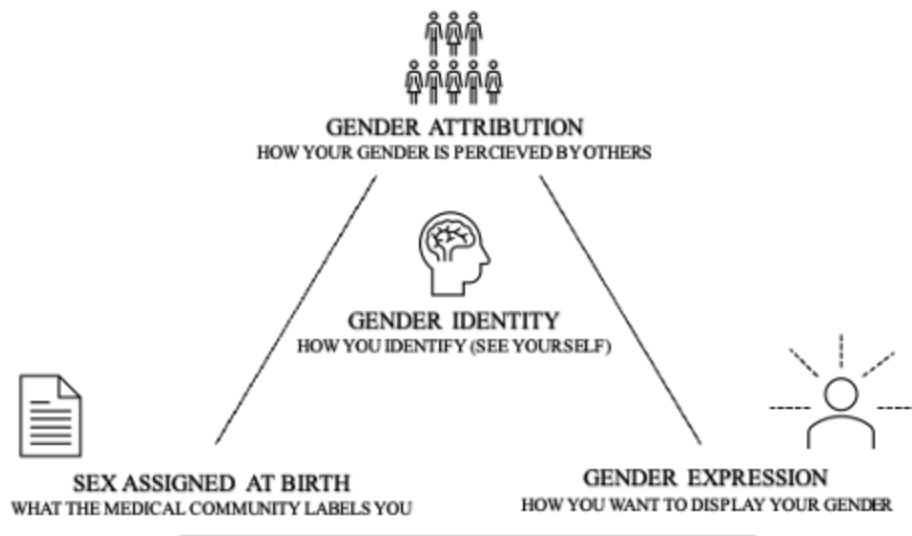 GENDER ATTRIBUTION
HOW YOUR GENDER IS PERCIEVED BY OTHERS
GENDER IDENTITY
HOW YOU IDENTIFY (SEE YOURSELF)
SEX ASSIGNED AT BIRTH
WHAT THE MEDICAL COMMUNITY LABELS YOU
GENDER EXPRESSION
HOW YOU WANT TO DISPLAY YOUR GENDER